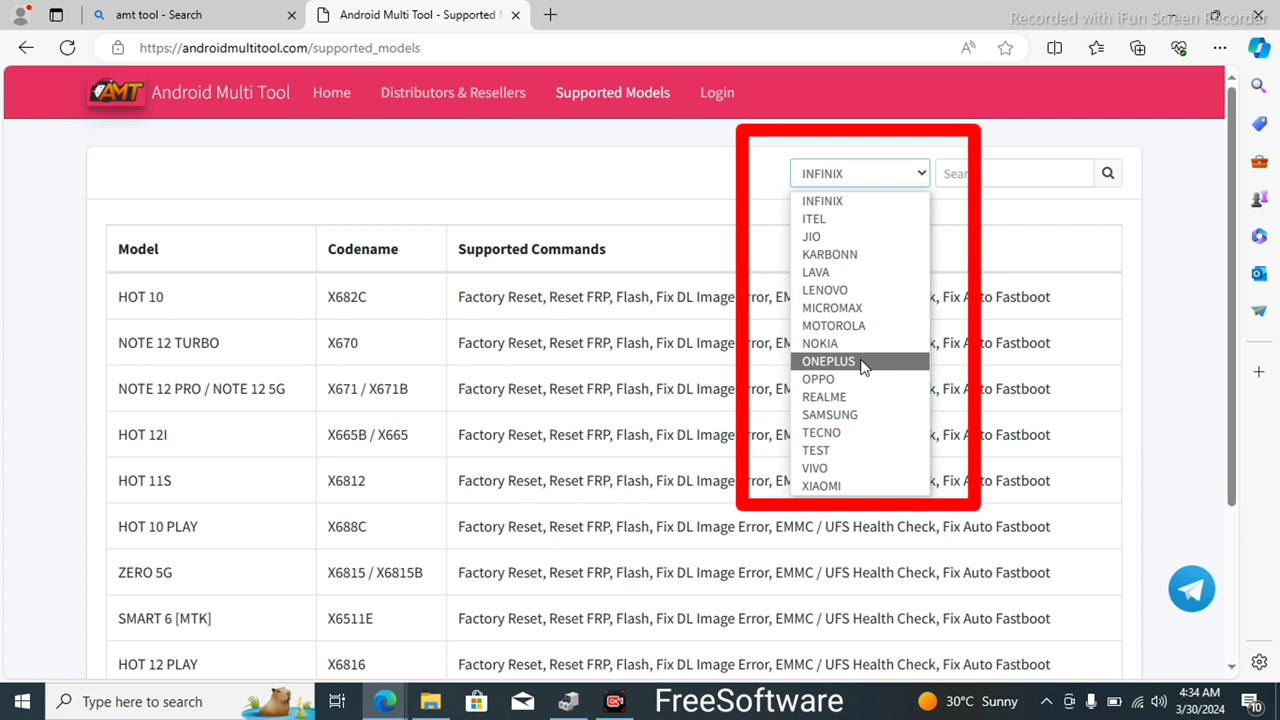 amt tool - Search
Android Multi Tool - Supported
Recorded with iFun Screen Recorder
https://androidmultitool.com/supported_models
AMT Android Multi Tool
Home
Distributors & Resellers
Supported Models
Login
INFINIX
Sear
INFINIX
ITEL
JIO
KARBONN
LAVA
LENOVO
MICROMAX
MOTOROLA
NOKIA
ONEPLUS
OPPO
REALME
SAMSUNG
TECNO
TEST
VIVO
XIAOMI
Model Codename Supported Commands
HOT 10 X682C Factory Reset, Reset FRP, Flash, Fix DL Image Error, EM k, Fix Auto Fastboot
NOTE 12 TURBO X670 Factory Reset, Reset FRP, Flash, Fix DL Image Error, EM k, Fix Auto Fastboot
NOTE 12 PRO / NOTE 12 5G X671 / X671B Factory Reset, Reset FRP, Flash, Fix DL Image Error, EM k, Fix Auto Fastboot
HOT 12I X665B / X665 Factory Reset, Reset FRP, Flash, Fix DL Image Error, EM k, Fix Auto Fastboot
HOT 11S X6812 Factory Reset, Reset FRP, Flash, Fix DL Image Error, EM k, Fix Auto Fastboot
HOT 10 PLAY X688C Factory Reset, Reset FRP, Flash, Fix DL Image Error, EMMC / UFS Health Check, Fix Auto Fastboot
ZERO 5G X6815 / X6815B Factory Reset, Reset FRP, Flash, Fix DL Image Error, EMMC / UFS Health Check, Fix Auto Fastboot
SMART 6 [MTK] X6511E Factory Reset, Reset FRP, Flash, Fix DL Image Error, EMMC / UFS Health Check, Fix Auto Fastboot
HOT 12 PLAY X6816 Factory Reset, Reset FRP, Flash, Fix DL Image Error, EMMC / UFS Health Check, Fix Auto Fastboot
Type here to search
FreeSoftware
30°C Sunny
4:34 AM
3/30/2024
10